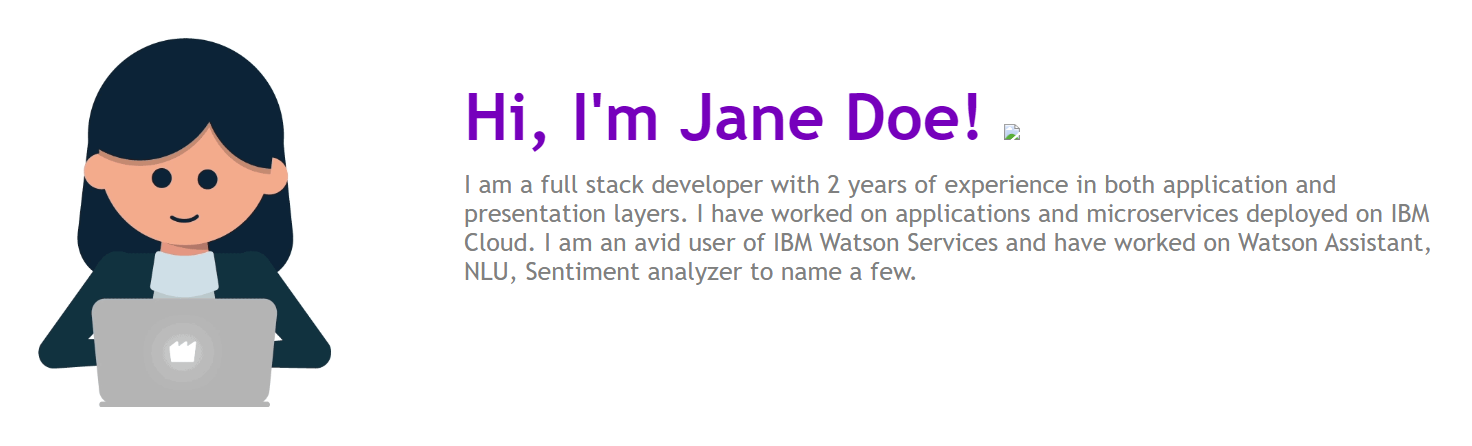 Hi, I'm Jane Doe!
I am a full stack developer with 2 years of experience in both application and
presentation layers. I have worked on applications and microservices deployed on IBM
Cloud. I am an avid user of IBM Watson Services and have worked on Watson Assistant,
NLU, Sentiment analyzer to name a few.